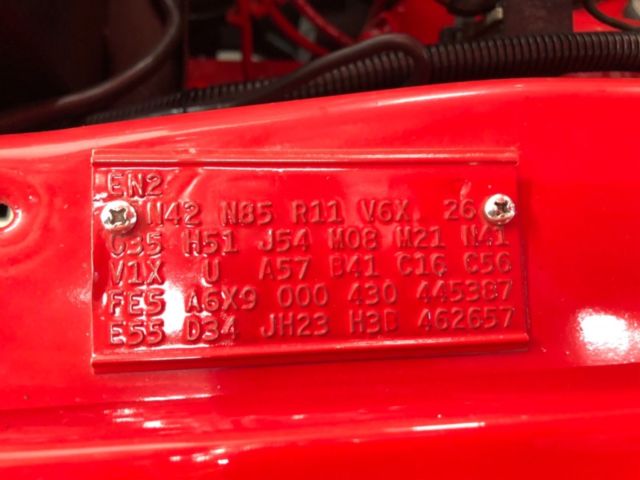 EN2
N42 N85 R11 V6X 26
G35 H51 J54 M08 M21 N41
V1X U A57 B41 C16 C56
FE5 A6X9 000 430 445387
E55 D34 JH23 H3B 462657